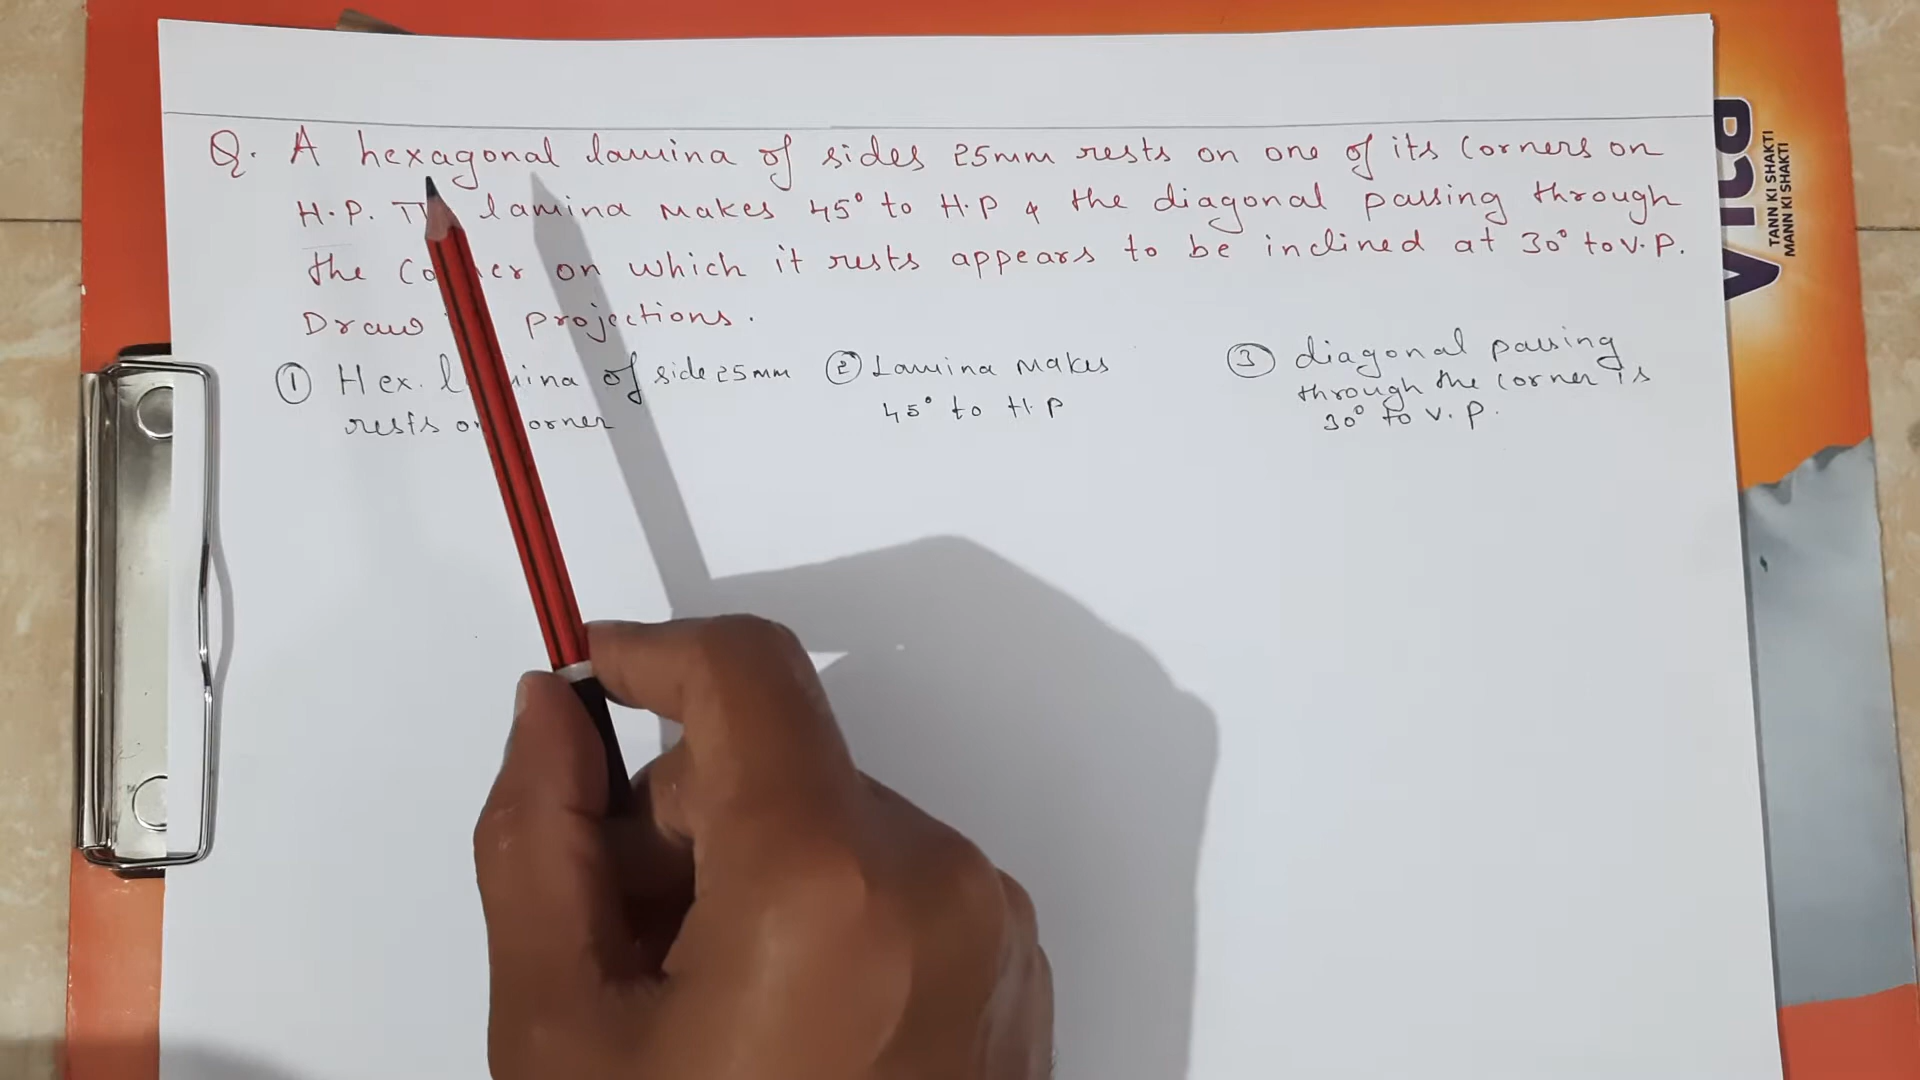 Q. A hexagonal lamina of sides 25mm rests on one of its corners on
H.P. lamina makes 45° to H.P & the diagonal passing through
the on which it rests appears to be inclined at 30° to V.P.
Draw projections.
① Hex. of side 25mm
rests
② Lamina makes
45° to H.P
③ diagonal passing
through the corner is
30° to V.P.
Vita
TANN KI SHAKTI
MANN KI SHAKTI